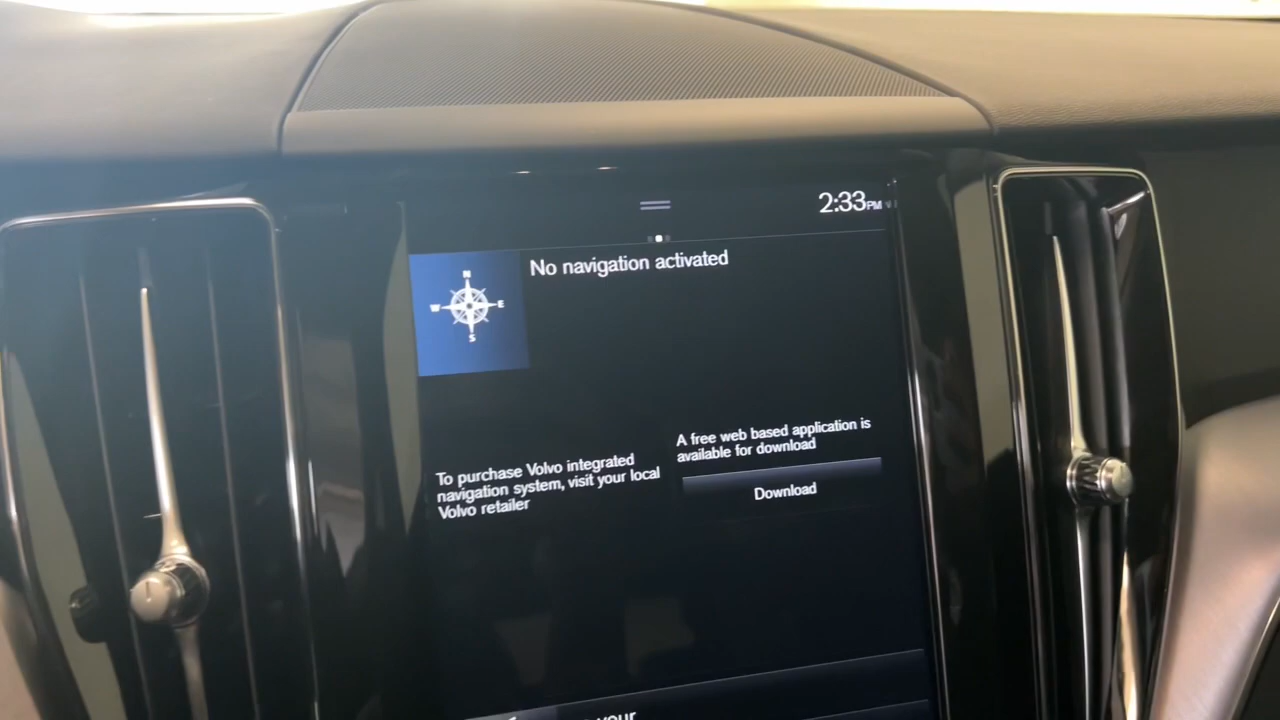 2:33PM
No navigation activated
N
W E
S
A free web based application is
available for download
To purchase Volvo integrated
navigation system, visit your local
Volvo retailer
Download
your